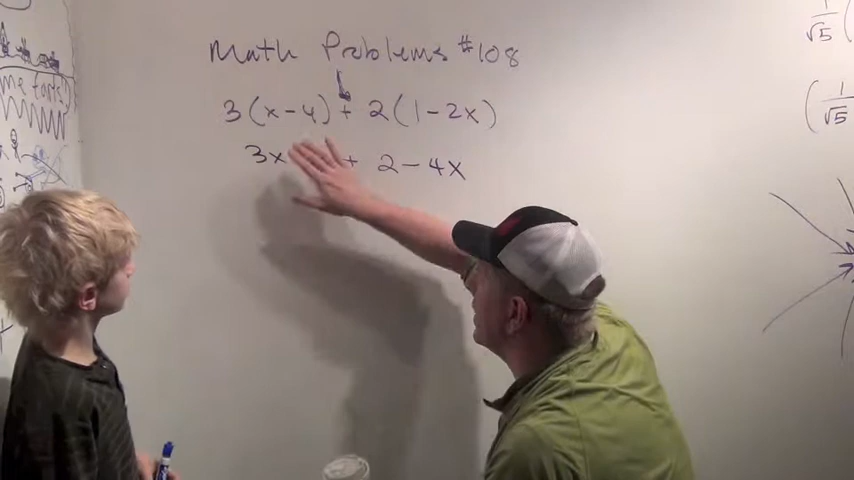 Math Problems #108
3(x-4) + 2(1-2x)
3x + 2-4x
1
√5
(1
√5